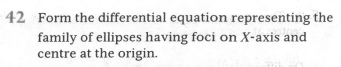 42 Form the differential equation representing the
family of ellipses having foci on X-axis and
centre at the origin.